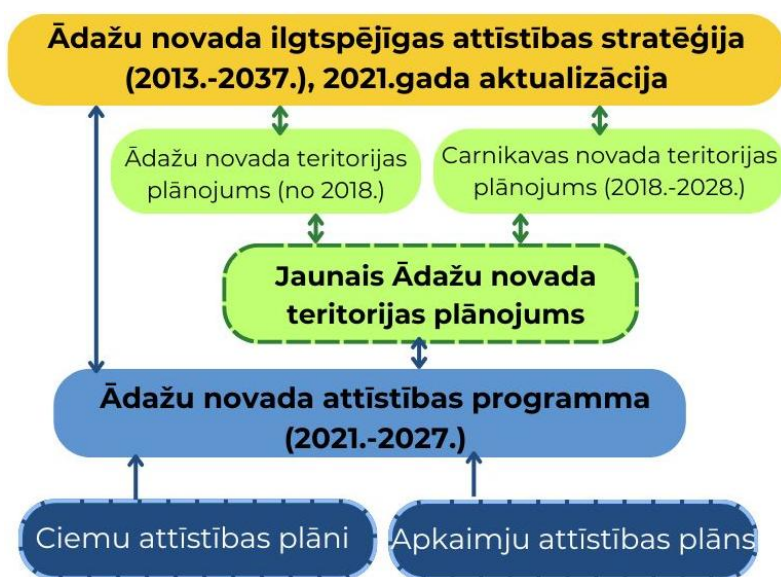 Ādažu novada ilgtspējīgas attīstības stratēģija
(2013.-2037.), 2021.gada aktualizācija
Ādažu novada teritorijas
plānojums (no 2018.)
Carnikavas novada teritorijas
plānojums (2018.-2028.)
Jaunais Ādažu novada
teritorijas plānojums
Ādažu novada attīstības programma
(2021.-2027.)
Ciemu attīstības plāni
Apkaimju attīstības plāns